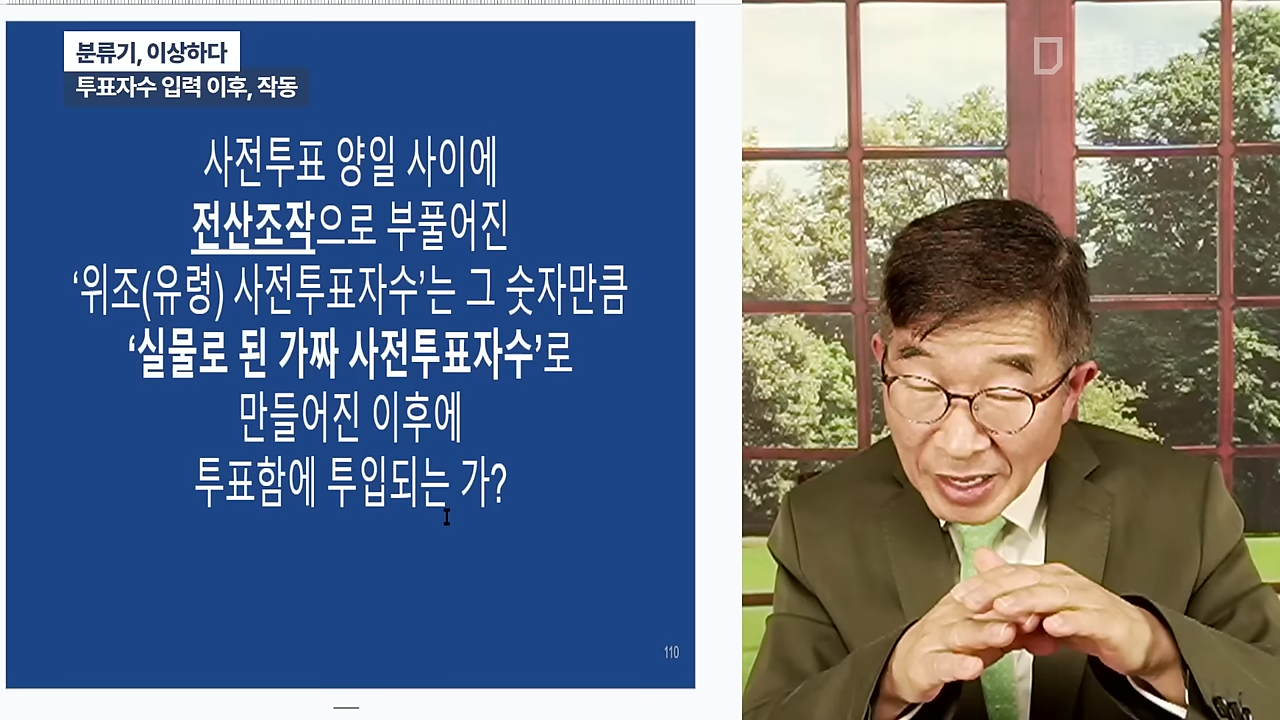 분류기, 이상하다
투표자수 입력 이후, 작동
사전투표 양일 사이에
전산조작으로 부풀어진
‘위조(유령) 사전투표자수’는 그 숫자만큼
‘실물로 된 가짜 사전투표자수’로
만들어진 이후에
투표함에 투입되는 가?
110